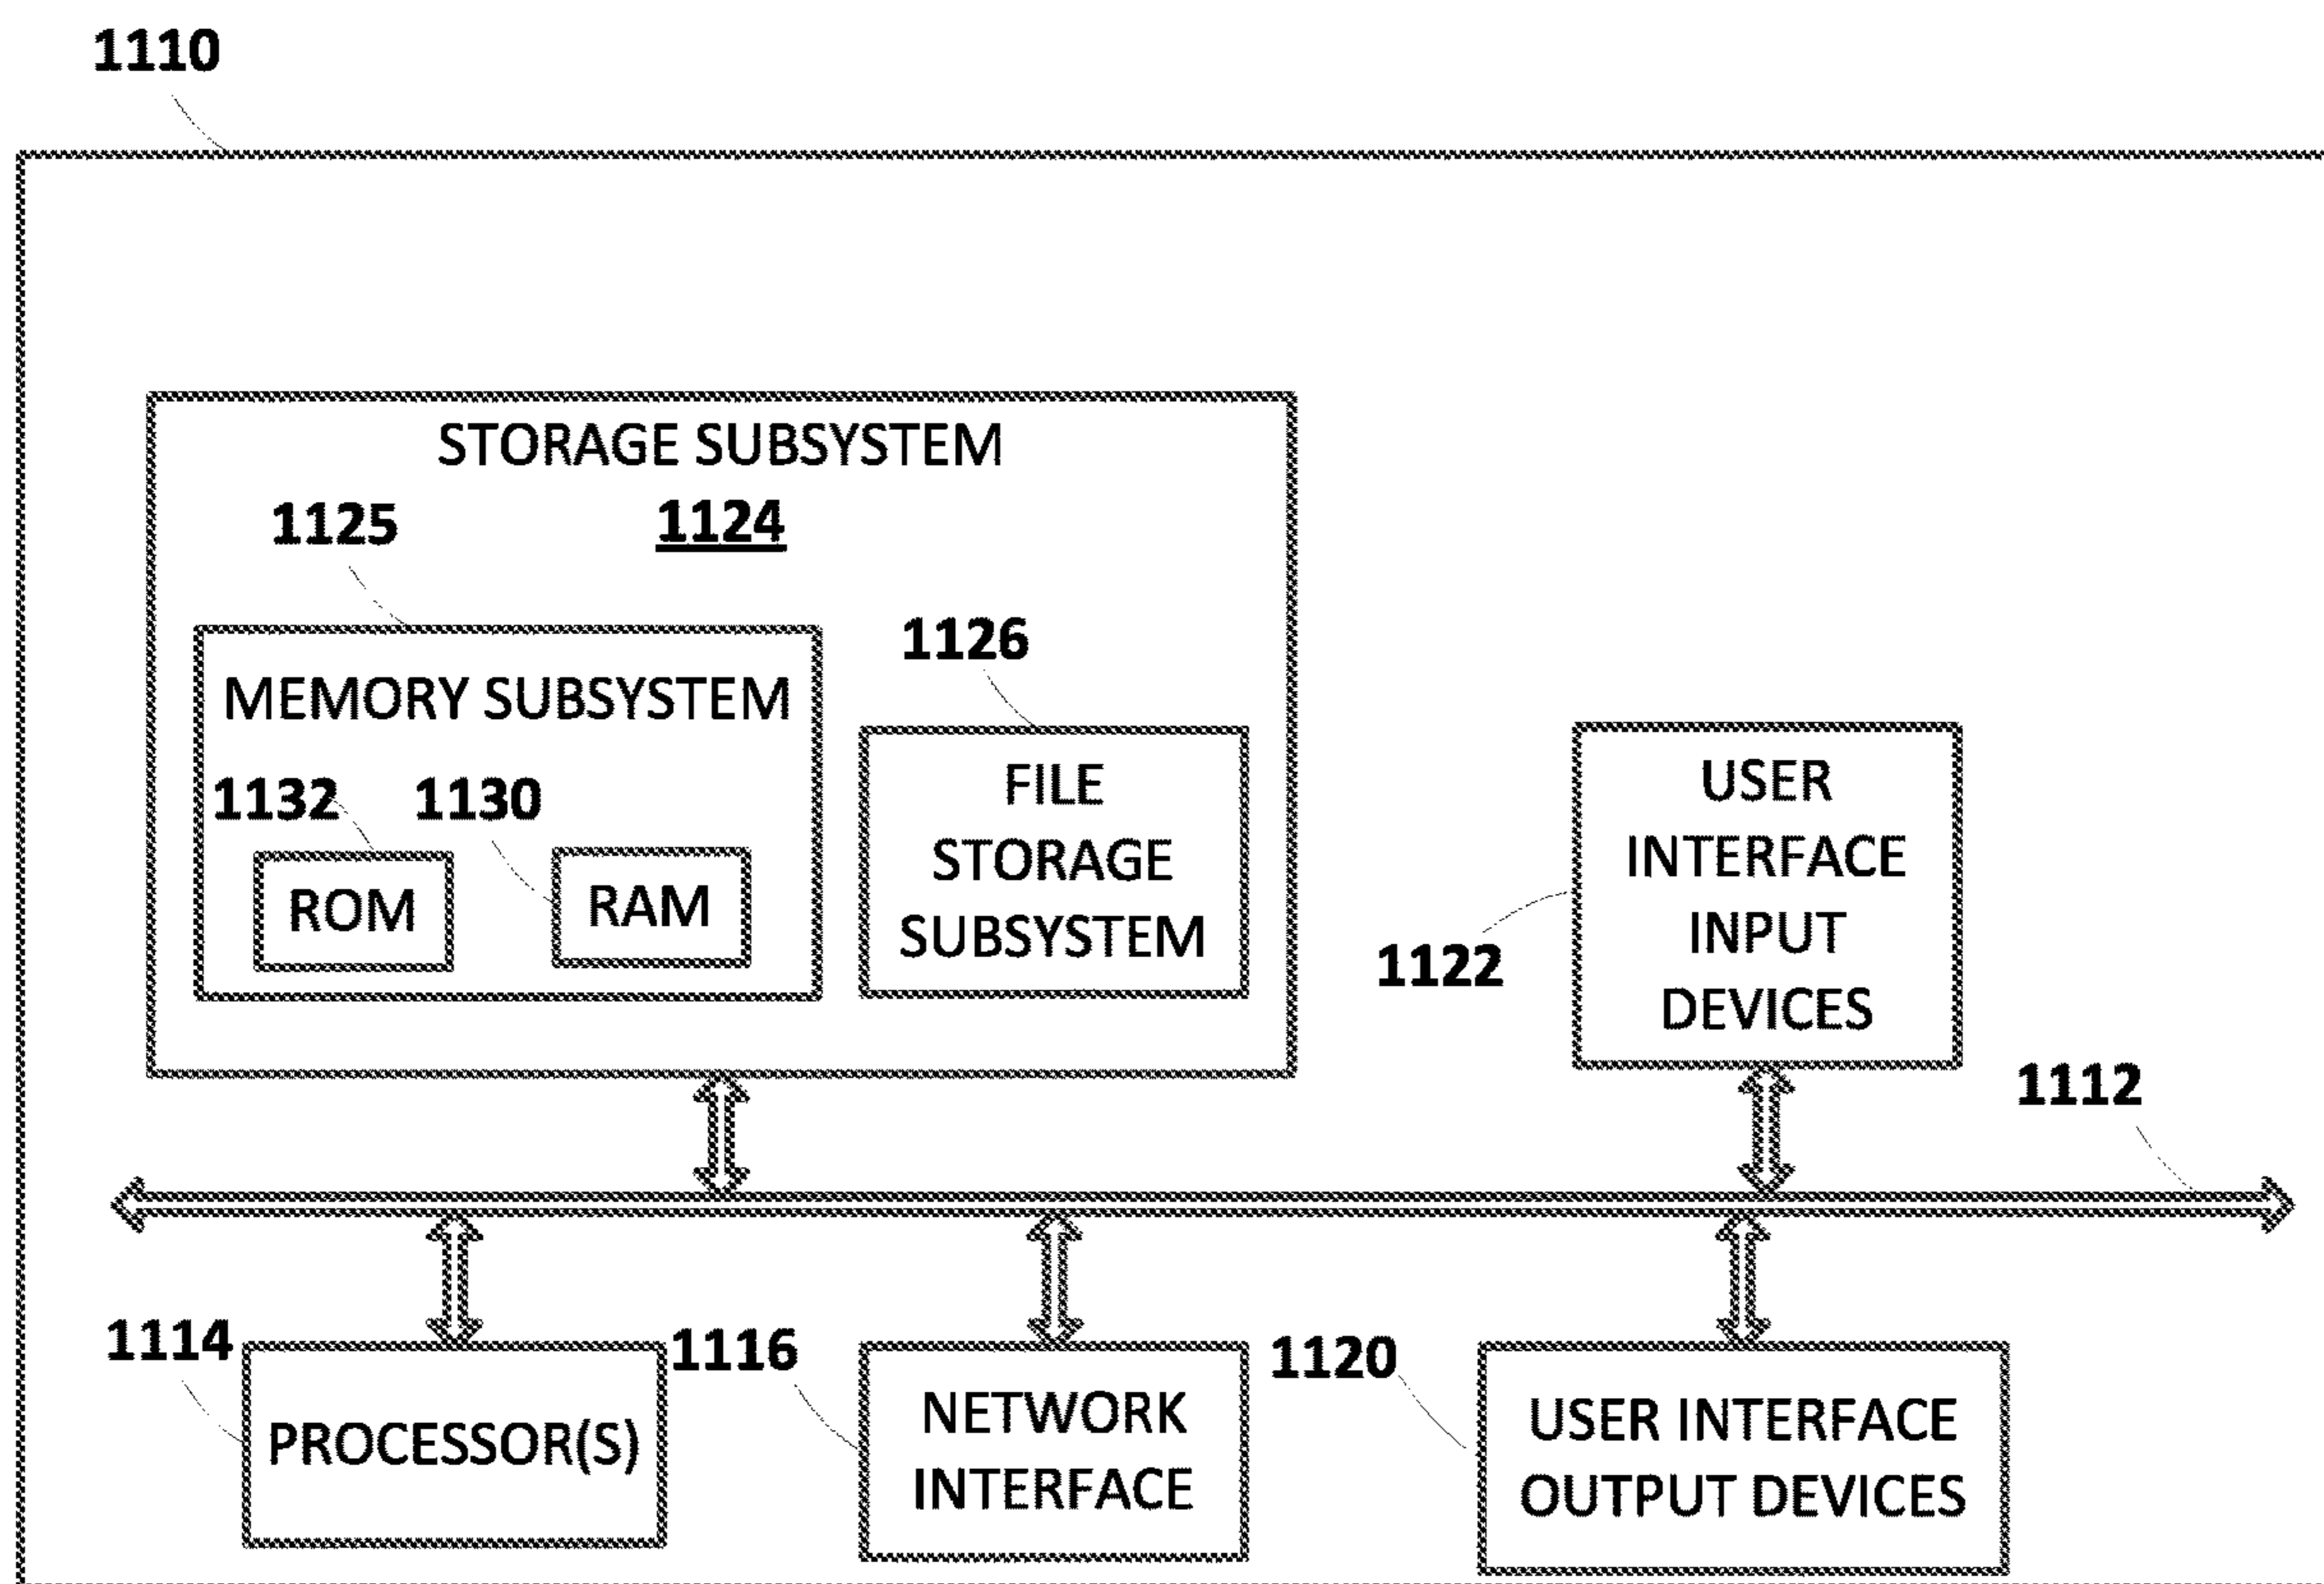 1110
STORAGE SUBSYSTEM
1124
1125
MEMORY SUBSYSTEM
1132
1130
ROM
RAM
1126
FILE
STORAGE
SUBSYSTEM
USER
INTERFACE
INPUT
DEVICES
1122
1112
1114
PROCESSOR(S)
1116
NETWORK
INTERFACE
1120
USER INTERFACE
OUTPUT DEVICES